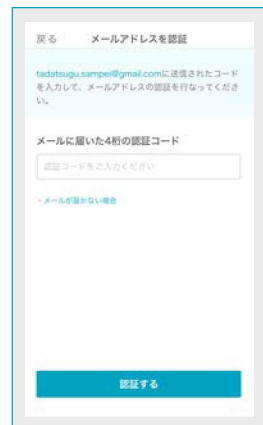 戻る メールアドレスを認証
tadatsugu.sampei@gmail.comに送信されたコード
を入力して、メールアドレスの認証を行なってくださ
い。
メールに届いた4桁の認証コード
認証コードをご入力ください
・メールが届かない場合
認証する